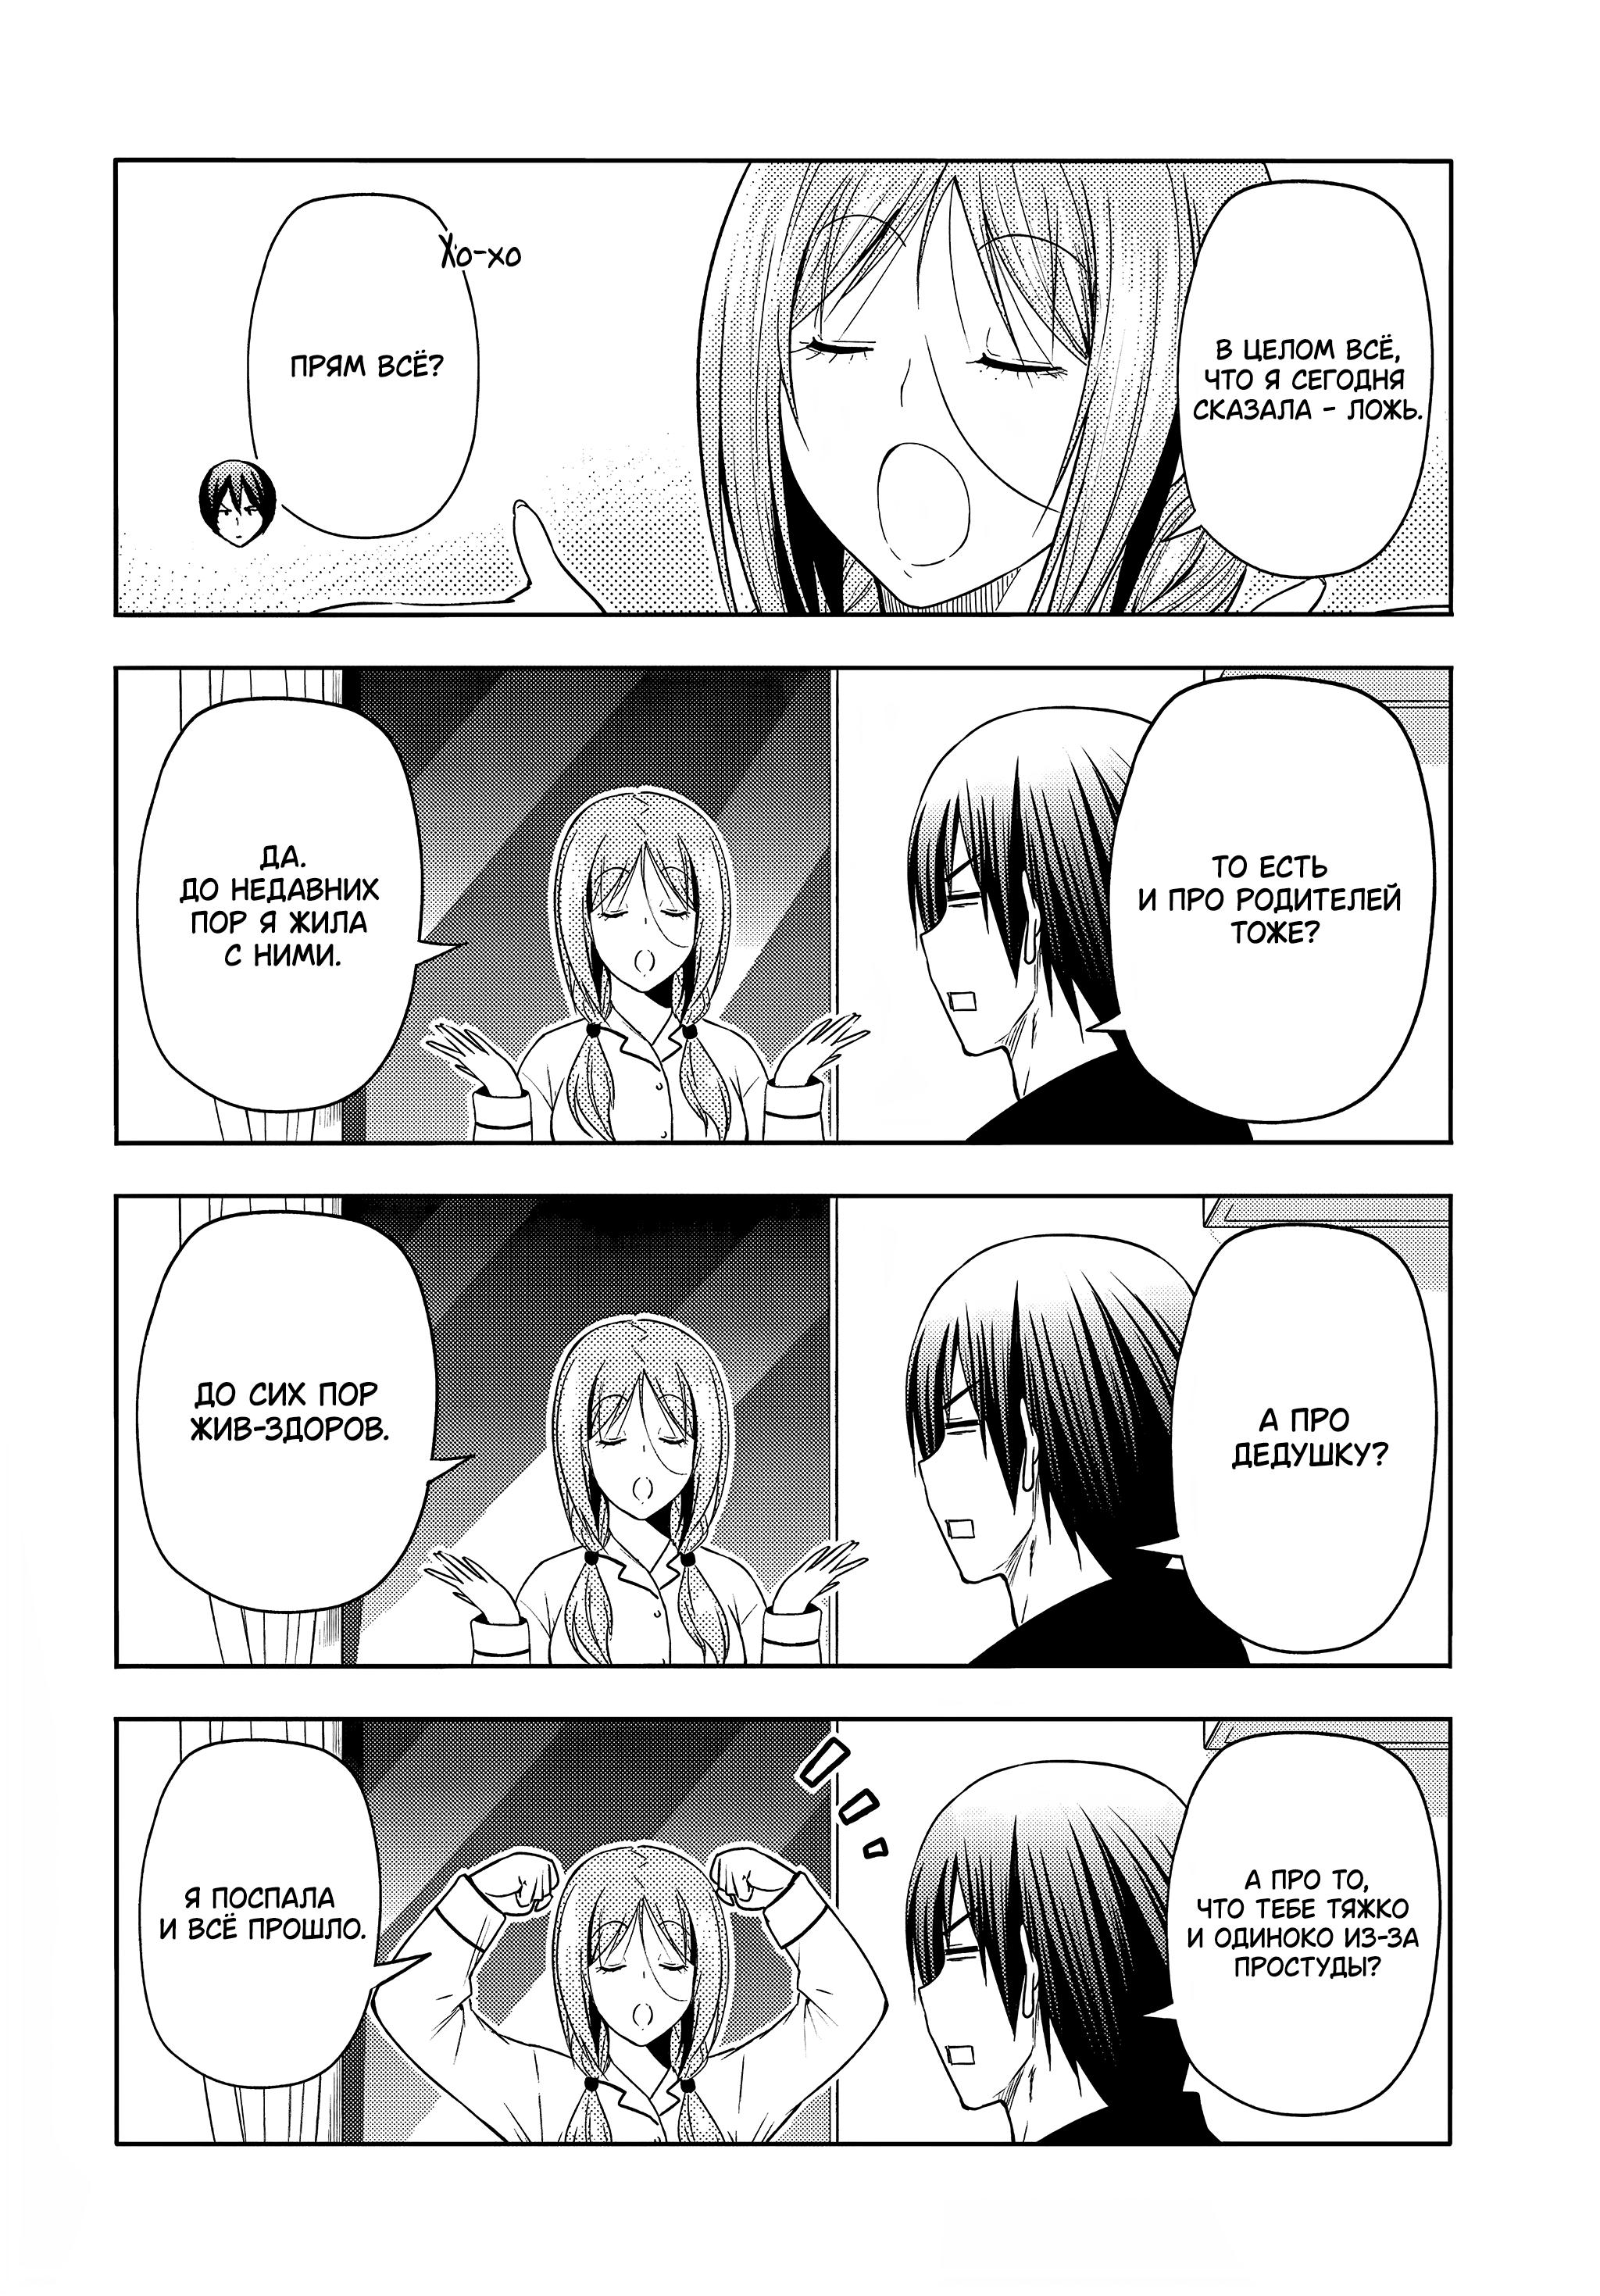 В ЦЕЛОМ ВСЁ,
ЧТО Я СЕГОДНЯ
СКАЗАЛА - ЛОЖЬ.
Хо-хо
ПРЯМ ВСЁ?
ТО ЕСТЬ
И ПРО РОДИТЕЛЕЙ
ТОЖЕ?
ДА.
ДО НЕДАВНИХ
ПОР Я ЖИЛА
С НИМИ.
А ПРО
ДЕДУШКУ?
ДО СИХ ПОР
ЖИВ-ЗДОРОВ.
А ПРО ТО,
ЧТО ТЕБЕ ТЯЖКО
И ОДИНОКО ИЗ-ЗА
ПРОСТУДЫ?
Я ПОСПАЛА
И ВСЁ ПРОШЛО.